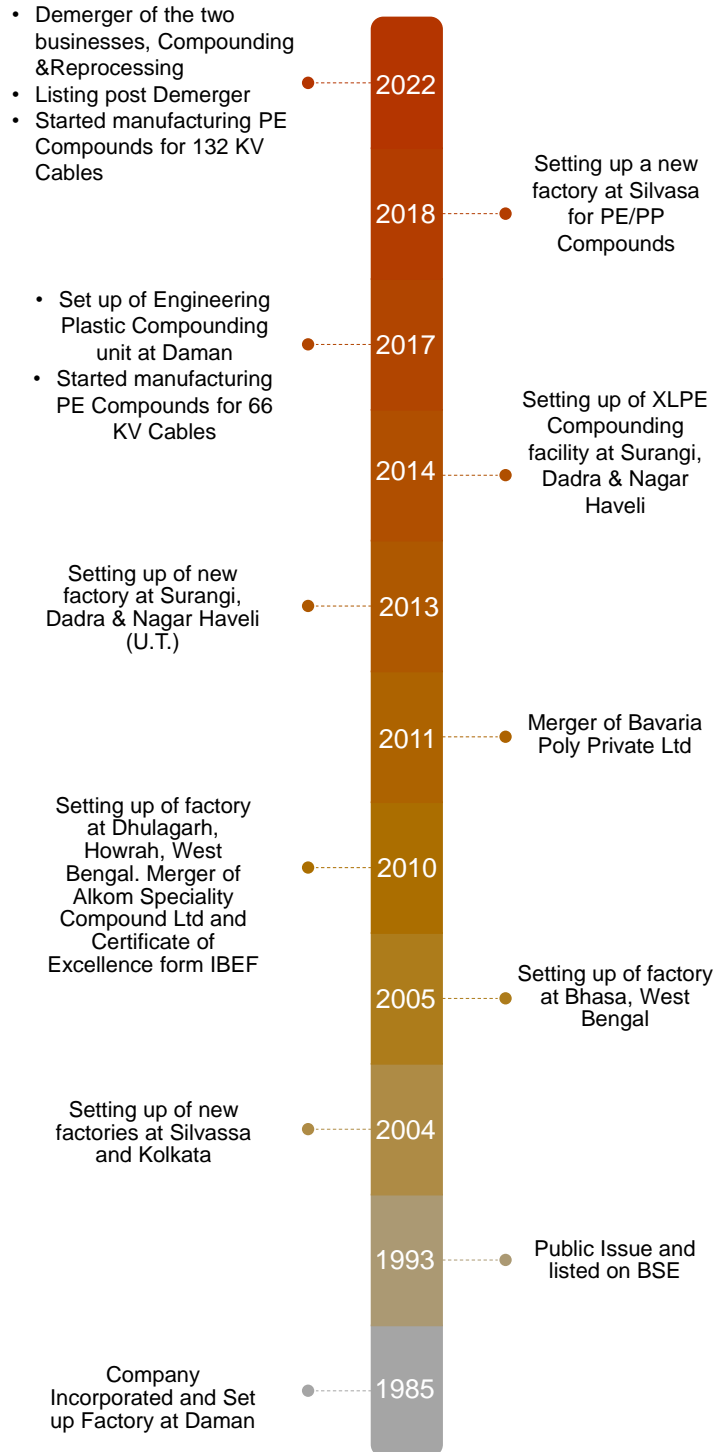 • Demerger of the two
businesses, Compounding
&Reprocessing
• Listing post Demerger
• Started manufacturing PE
Compounds for 132 KV
Cables
2022
2018
Setting up a new
factory at Silvasa
for PE/PP
Compounds
• Set up of Engineering
Plastic Compounding
unit at Daman
• Started manufacturing
PE Compounds for 66
KV Cables
2017
2014
Setting up of XLPE
Compounding
facility at Surangi,
Dadra & Nagar
Haveli
Setting up of new
factory at Surangi,
Dadra & Nagar Haveli
(U.T.)
2013
2011
Merger of Bavaria
Poly Private Ltd
Setting up of factory
at Dhulagarh,
Howrah, West
Bengal. Merger of
Alkom Speciality
Compound Ltd and
Certificate of
Excellence form IBEF
2010
2005
Setting up of factory
at Bhasa, West
Bengal
Setting up of new
factories at Silvassa
and Kolkata
2004
1993
Public Issue and
listed on BSE
Company
Incorporated and Set
up Factory at Daman
1985